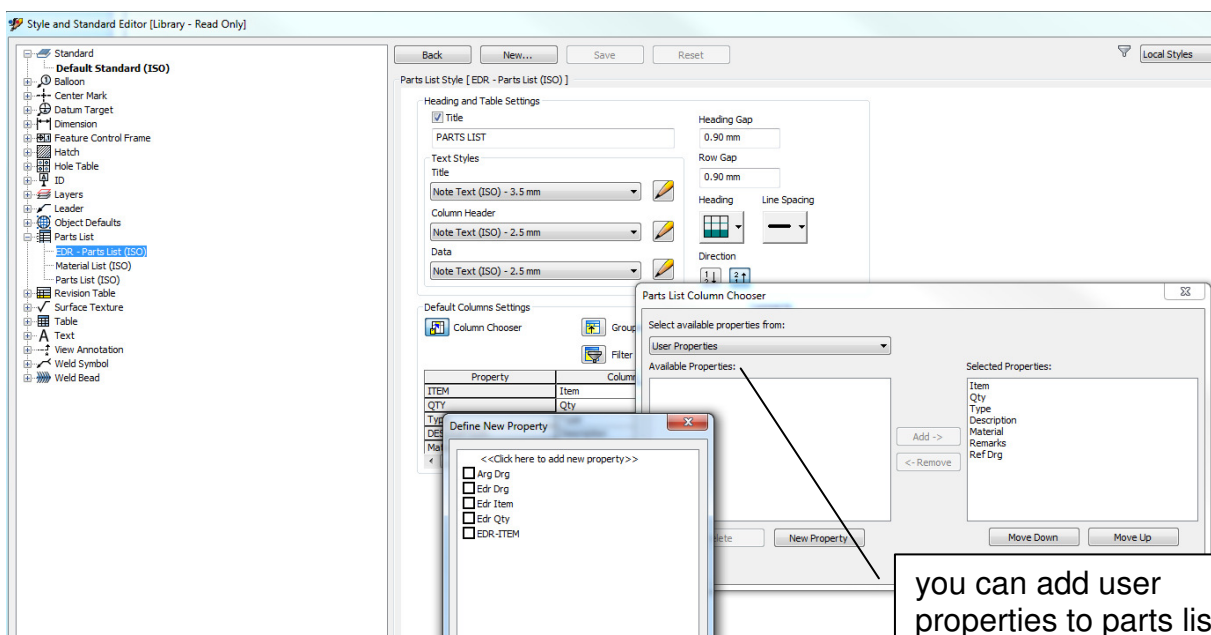 Style and Standard Editor [Library - Read Only]
Standard
Default Standard (ISO)
Balloon
Center Mark
Datum Target
Dimension
Feature Control Frame
Hatch
Hole Table
ID
Layers
Leader
Object Defaults
Parts List
EDR - Parts List (ISO)
Material List (ISO)
Parts List (ISO)
Revision Table
Surface Texture
Table
Text
View Annotation
Weld Symbol
Weld Bead
Back New... Save Reset Local Styles
Parts List Style [ EDR - Parts List (ISO) ]
Heading and Table Settings
Title
PARTS LIST
Heading Gap
0.90 mm
Row Gap
0.90 mm
Text Styles
Title
Note Text (ISO) - 3.5 mm
Column Header
Note Text (ISO) - 2.5 mm
Data
Note Text (ISO) - 2.5 mm
Heading Line Spacing
Direction
Default Columns Settings
Column Chooser
Group
Filter
Property Colum
ITEM Item
QTY Qty
Parts List Column Chooser
Select available properties from:
User Properties
Available Properties:
Selected Properties:
Item
Qty
Type
Description
Material
Remarks
Ref Drg
Add ->
<- Remove
New Property
Move Down Move Up
Define New Property
<<Click here to add new property>>
Arg Drg
Edr Drg
Edr Item
Edr Qty
EDR-ITEM
you can add user
properties to parts lis